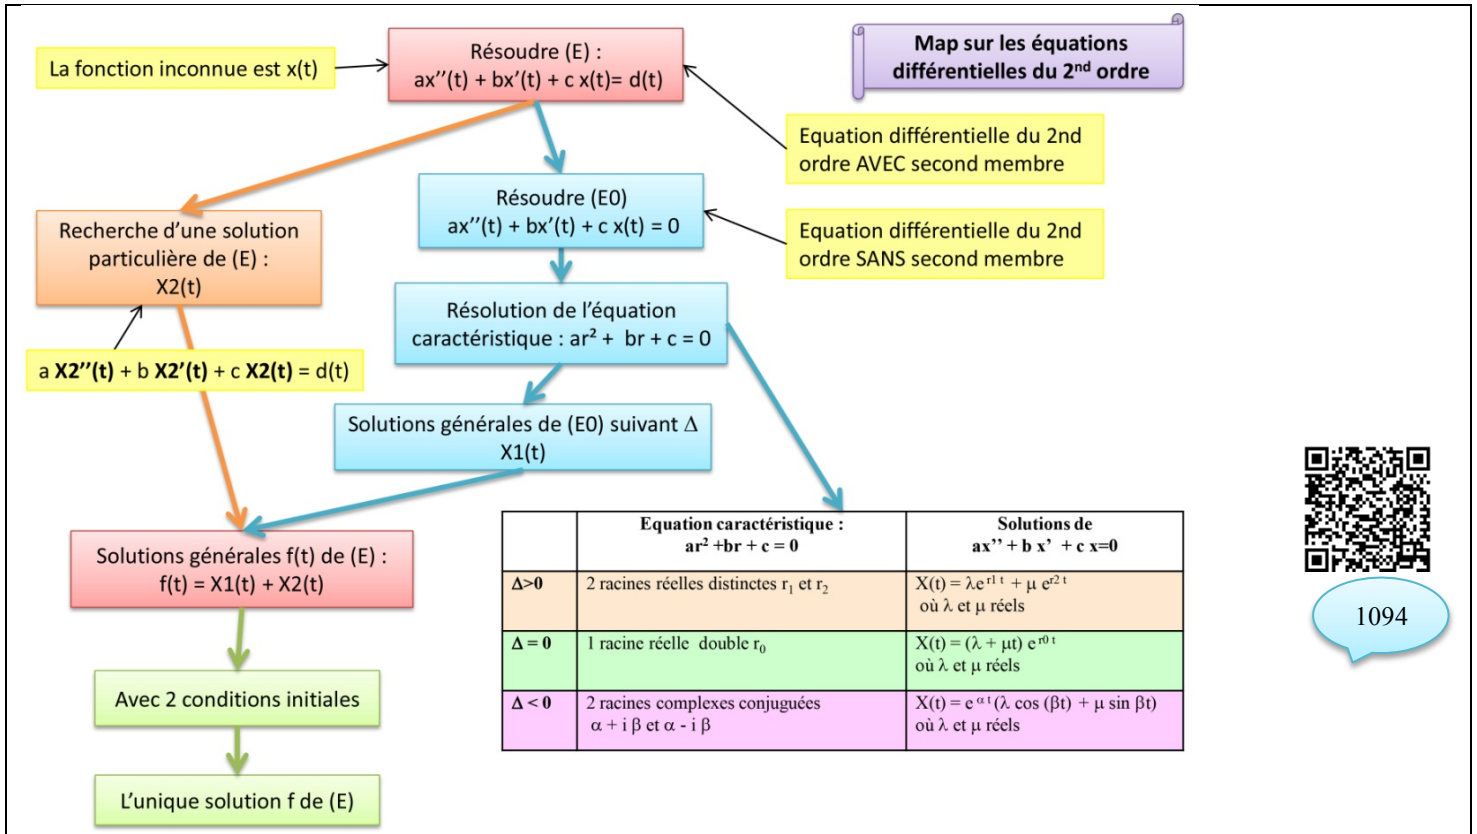 Map sur les équations
différentielles du 2nd ordre
La fonction inconnue est x(t)
Résoudre (E) :
ax’’(t) + bx’(t) + c x(t)= d(t)
Equation différentielle du 2nd
ordre AVEC second membre
Résoudre (E0)
ax’’(t) + bx’(t) + c x(t) = 0
Equation différentielle du 2nd
ordre SANS second membre
Recherche d’une solution
particulière de (E) :
X2(t)
a X2’’(t) + b X2’(t) + c X2(t) = d(t)
Résolution de l’équation
caractéristique : ar² + br + c = 0
Solutions générales de (E0) suivant Δ
X1(t)
Solutions générales f(t) de (E) :
f(t) = X1(t) + X2(t)
Avec 2 conditions initiales
L’unique solution f de (E)
Equation caractéristique :
ar² +br + c = 0
Solutions de
ax’’ + b x’ + c x=0
Δ>0
2 racines réelles distinctes r₁ et r₂
X(t) = λe^{r1 t} + μ e^{r2 t}
où λ et μ réels
Δ = 0
1 racine réelle double r₀
X(t) = (λ + μt) e^{r0 t}
où λ et μ réels
Δ < 0
2 racines complexes conjuguées
α + i β et α - i β
X(t) = e^{α t} (λ cos (βt) + μ sin βt)
où λ et μ réels
1094